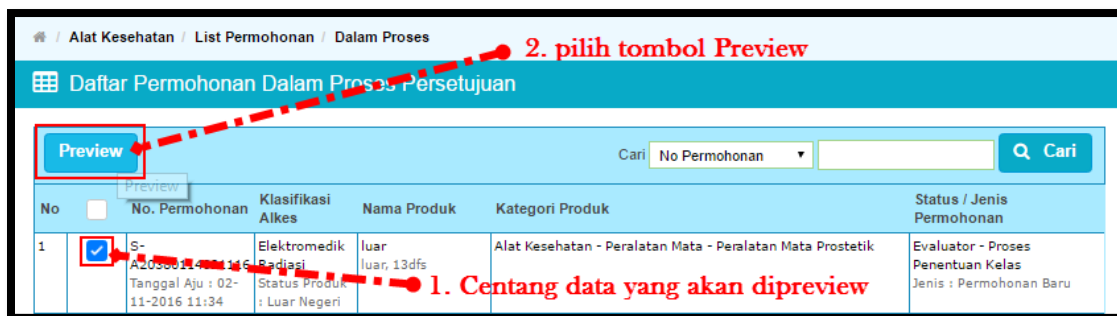 Alat Kesehatan / List Permohonan / Dalam Proses
2. pilih tombol Preview
Daftar Permohonan Dalam Proses Persetujuan
Preview
Cari No Permohonan
Cari
Preview
No No. Permohonan Klasifikasi Alkes Nama Produk Kategori Produk Status / Jenis Permohonan
1 S-
Elektromedik Radiasi
Status Produk : Luar Negeri
luar
luar, 13dfs
Alat Kesehatan - Peralatan Mata - Peralatan Mata Prostetik
Evaluator - Proses Penentuan Kelas
Jenis : Permohonan Baru
Tanggal Aju : 02-11-2016 11:34
1. Centang data yang akan dipreview